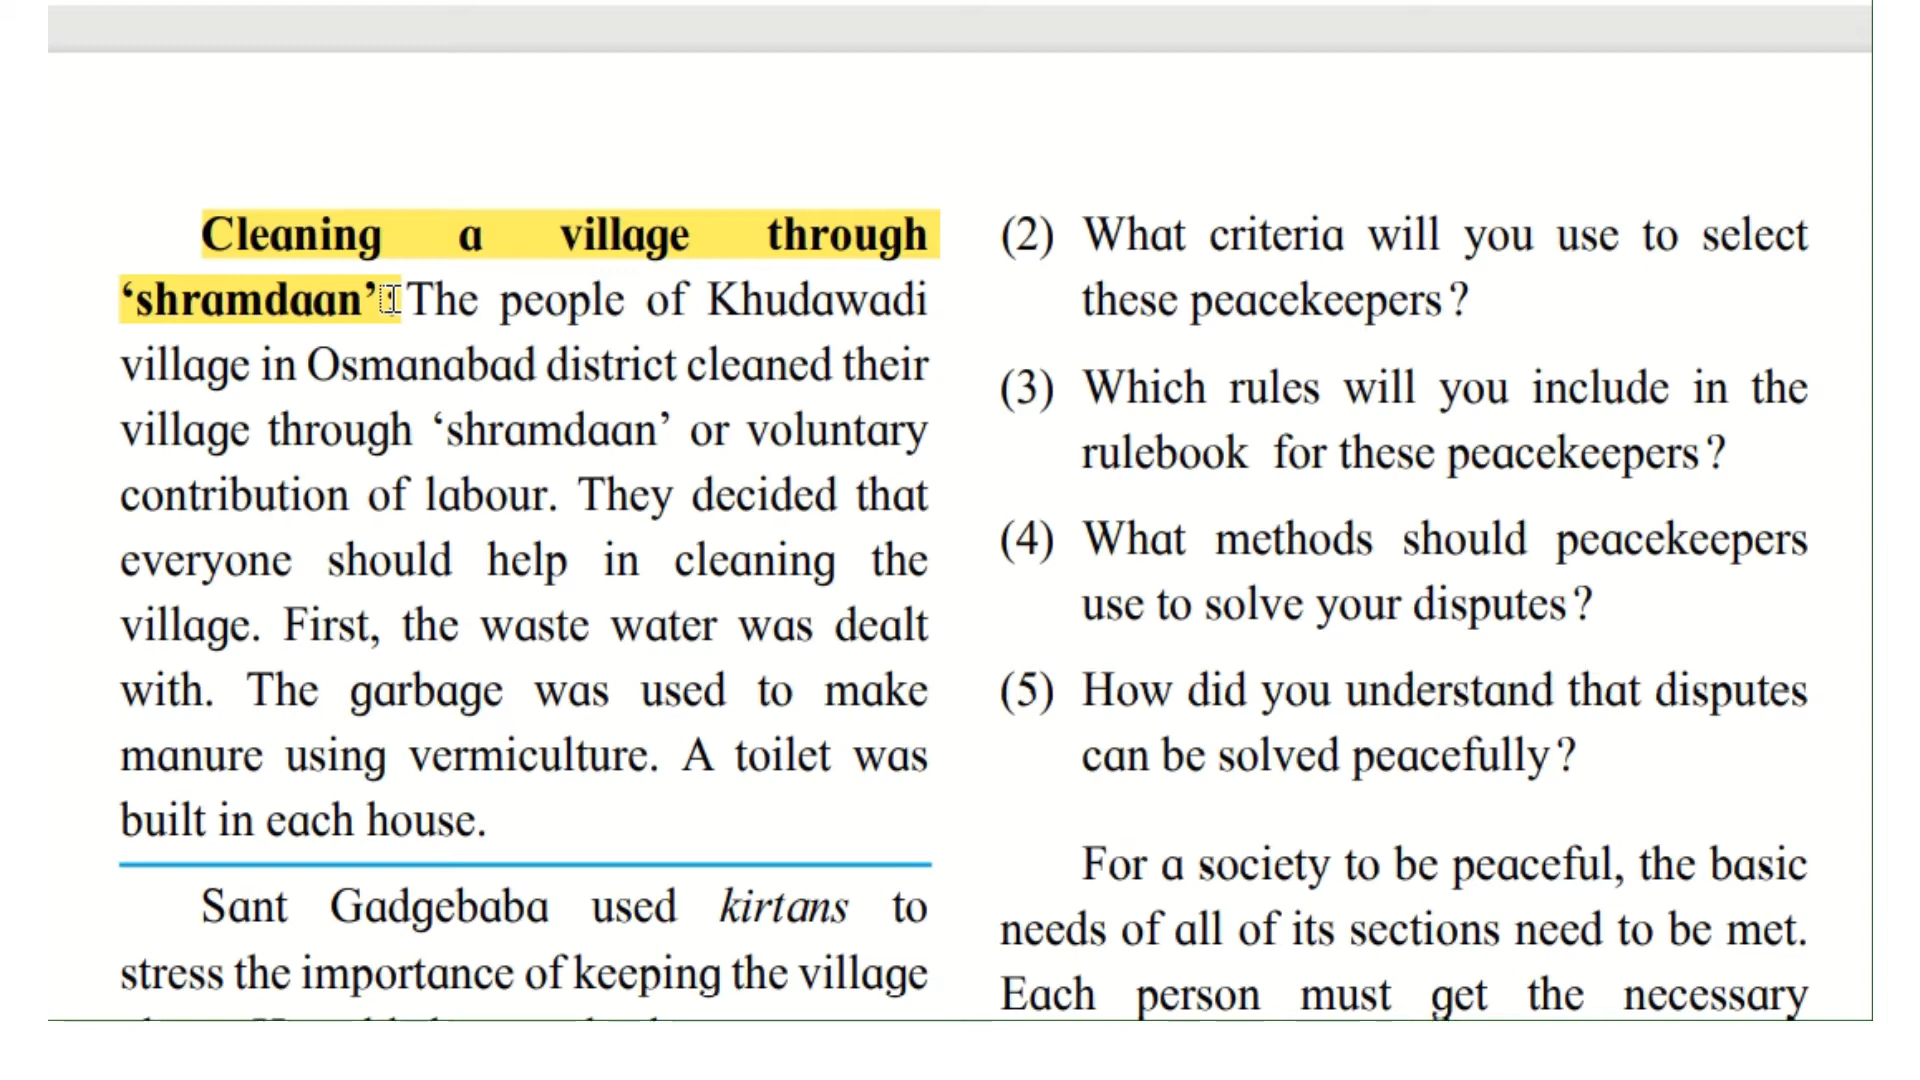 Cleaning a village through
‘shramdaan’ The people of Khudawadi
village in Osmanabad district cleaned their
village through ‘shramdaan’ or voluntary
contribution of labour. They decided that
everyone should help in cleaning the
village. First, the waste water was dealt
with. The garbage was used to make
manure using vermiculture. A toilet was
built in each house.
Sant Gadgebaba used kirtans to
stress the importance of keeping the village
(2) What criteria will you use to select
these peacekeepers ?
(3) Which rules will you include in the
rulebook for these peacekeepers ?
(4) What methods should peacekeepers
use to solve your disputes ?
(5) How did you understand that disputes
can be solved peacefully ?
For a society to be peaceful, the basic
needs of all of its sections need to be met.
Each person must get the necessary